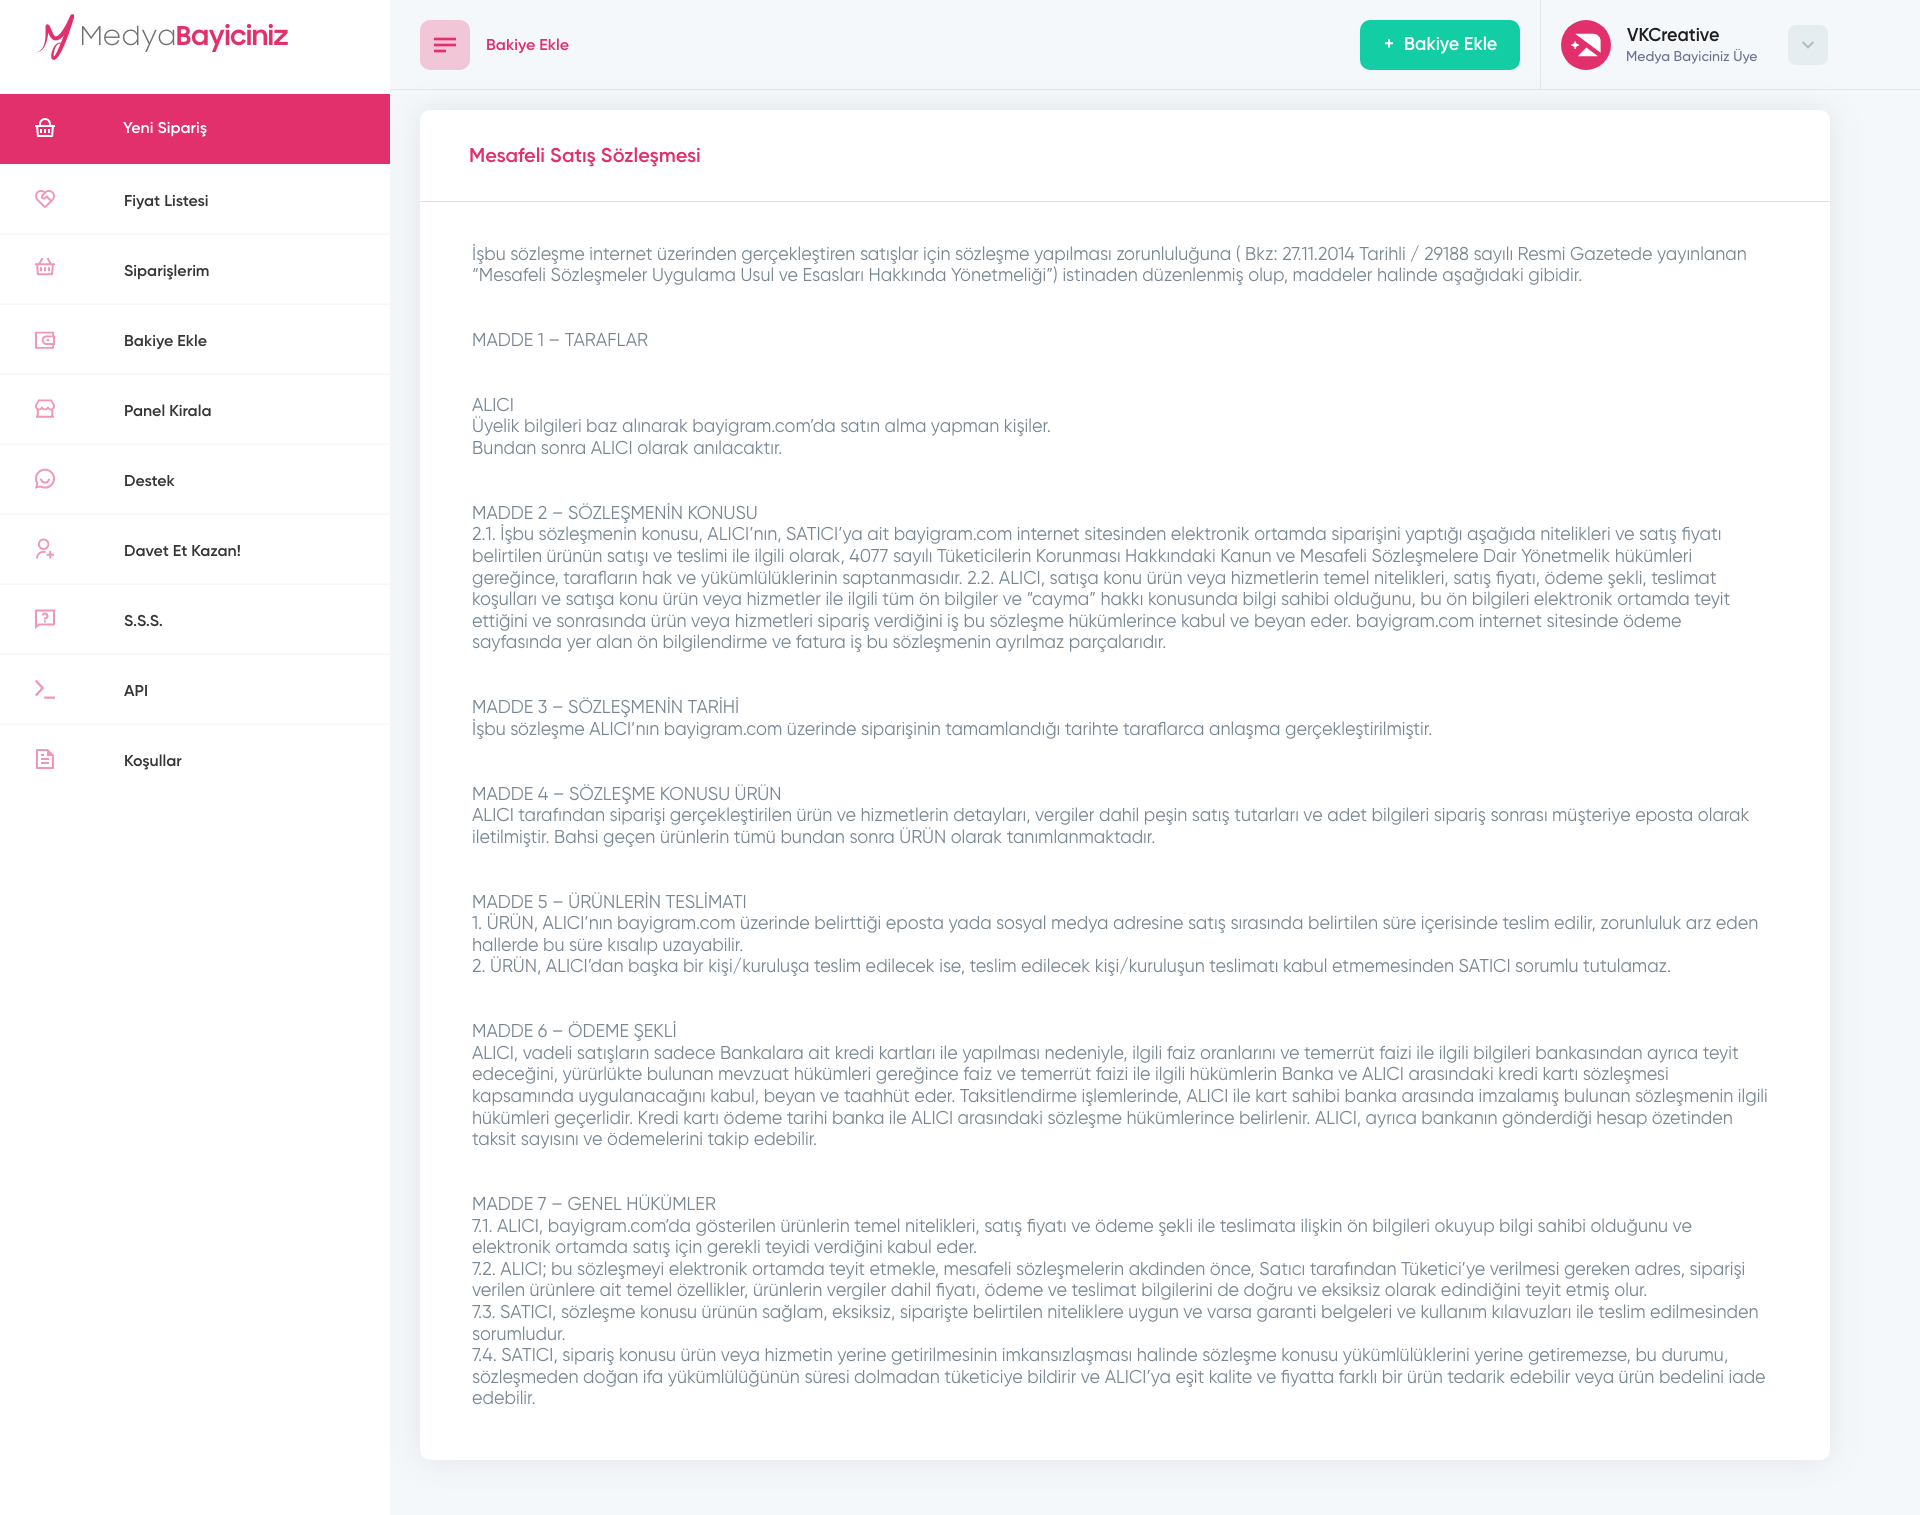 MedyaBayiciniz
Bakiye Ekle
+ Bakiye Ekle
VKCreative
Medya Bayiciniz Üye
Yeni Sipariş
Fiyat Listesi
Siparişlerim
Bakiye Ekle
Panel Kirala
Destek
Davet Et Kazan!
S.S.S.
API
Koşullar
Mesafeli Satış Sözleşmesi
İşbu sözleşme internet üzerinden gerçekleştiren satışlar için sözleşme yapılması zorunluluğuna ( Bkz: 27.11.2014 Tarihli / 29188 sayılı Resmi Gazetede yayınlanan
“Mesafeli Sözleşmeler Uygulama Usul ve Esasları Hakkında Yönetmeliği”) istinaden düzenlenmiş olup, maddeler halinde aşağıdaki gibidir.
MADDE 1 – TARAFLAR
ALICI
Üyelik bilgileri baz alınarak bayigram.com’da satın alma yapman kişiler.
Bundan sonra ALICI olarak anılacaktır.
MADDE 2 – SÖZLEŞMENİN KONUSU
2.1. İşbu sözleşmenin konusu, ALICI’nın, SATICI’ya ait bayigram.com internet sitesinden elektronik ortamda siparişini yaptığı aşağıda nitelikleri ve satış fiyatı
belirtilen ürünün satışı ve teslimi ile ilgili olarak, 4077 sayılı Tüketicilerin Korunması Hakkındaki Kanun ve Mesafeli Sözleşmelere Dair Yönetmelik hükümleri
gereğince, tarafların hak ve yükümlülüklerinin saptanmasıdır. 2.2. ALICI, satışa konu ürün veya hizmetlerin temel nitelikleri, satış fiyatı, ödeme şekli, teslimat
koşulları ve satışa konu ürün veya hizmetler ile ilgili tüm ön bilgiler ve “cayma” hakkı konusunda bilgi sahibi olduğunu, bu ön bilgileri elektronik ortamda teyit
ettiğini ve sonrasında ürün veya hizmetleri sipariş verdiğini iş bu sözleşme hükümlerince kabul ve beyan eder. bayigram.com internet sitesinde ödeme
sayfasında yer alan ön bilgilendirme ve fatura iş bu sözleşmenin ayrılmaz parçalarıdır.
MADDE 3 – SÖZLEŞMENİN TARİHİ
İşbu sözleşme ALICI’nın bayigram.com üzerinde siparişinin tamamlandığı tarihte taraflarca anlaşma gerçekleştirilmiştir.
MADDE 4 – SÖZLEŞME KONUSU ÜRÜN
ALICI tarafından siparişi gerçekleştirilen ürün ve hizmetlerin detayları, vergiler dahil peşin satış tutarları ve adet bilgileri sipariş sonrası müşteriye eposta olarak
iletilmiştir. Bahsi geçen ürünlerin tümü bundan sonra ÜRÜN olarak tanımlanmaktadır.
MADDE 5 – ÜRÜNLERİN TESLİMATI
1. ÜRÜN, ALICI’nın bayigram.com üzerinde belirttiği eposta yada sosyal medya adresine satış sırasında belirtilen süre içerisinde teslim edilir, zorunluluk arz eden
hallerde bu süre kısalıp uzayabilir.
2. ÜRÜN, ALICI’dan başka bir kişi/kuruluşa teslim edilecek ise, teslim edilecek kişi/kuruluşun teslimatı kabul etmemesinden SATICI sorumlu tutulamaz.
MADDE 6 – ÖDEME ŞEKLİ
ALICI, vadeli satışların sadece Bankalara ait kredi kartları ile yapılması nedeniyle, ilgili faiz oranlarını ve temerrüt faizi ile ilgili bilgileri bankasından ayrıca teyit
edeceğini, yürürlükte bulunan mevzuat hükümleri gereğince faiz ve temerrüt faizi ile ilgili hükümlerin Banka ve ALICI arasındaki kredi kartı sözleşmesi
kapsamında uygulanacağını kabul, beyan ve taahhüt eder. Taksitlendirme işlemlerinde, ALICI ile kart sahibi banka arasında imzalamış bulunan sözleşmenin ilgili
hükümleri geçerlidir. Kredi kartı ödeme tarihi banka ile ALICI arasındaki sözleşme hükümlerince belirlenir. ALICI, ayrıca bankanın gönderdiği hesap özetinden
taksit sayısını ve ödemelerini takip edebilir.
MADDE 7 – GENEL HÜKÜMLER
7.1. ALICI, bayigram.com’da gösterilen ürünlerin temel nitelikleri, satış fiyatı ve ödeme şekli ile teslimata ilişkin ön bilgileri okuyup bilgi sahibi olduğunu ve
elektronik ortamda satış için gerekli teyidi verdiğini kabul eder.
7.2. ALICI; bu sözleşmeyi elektronik ortamda teyit etmekle, mesafeli sözleşmelerin akdinden önce, Satıcı tarafından Tüketici’ye verilmesi gereken adres, siparişi
verilen ürünlere ait temel özellikler, ürünlerin vergiler dahil fiyatı, ödeme ve teslimat bilgilerini de doğru ve eksiksiz olarak edindiğini teyit etmiş olur.
7.3. SATICI, sözleşme konusu ürünün sağlam, eksiksiz, siparişte belirtilen niteliklere uygun ve varsa garanti belgeleri ve kullanım kılavuzları ile teslim edilmesinden
sorumludur.
7.4. SATICI, sipariş konusu ürün veya hizmetin yerine getirilmesinin imkansızlaşması halinde sözleşme konusu yükümlülüklerini yerine getiremezse, bu durumu,
sözleşmeden doğan ifa yükümlülüğünün süresi dolmadan tüketiciye bildirir ve ALICI’ya eşit kalite ve fiyatta farklı bir ürün tedarik edebilir veya ürün bedelini iade
edebilir.